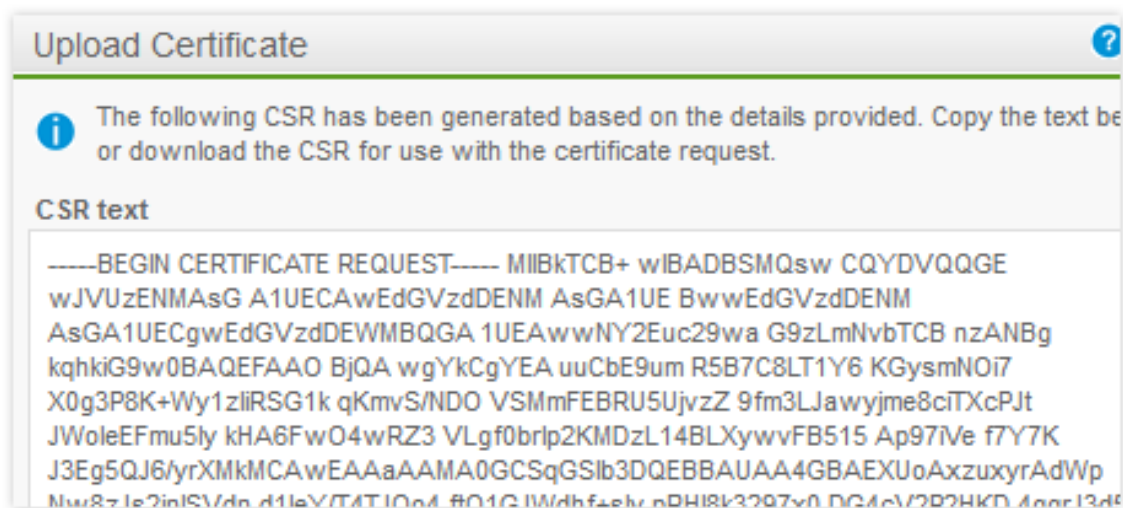 Upload Certificate
?
i
The following CSR has been generated based on the details provided. Copy the text be
or download the CSR for use with the certificate request.
CSR text
-----BEGIN CERTIFICATE REQUEST----- MIIBkTCB+ wIBADBSMQsw CQYDVQQGE
wJVUzENMAsG A1UECAwEdGVzdDENM AsGA1UE BwwEdGVzdDENM
AsGA1UECgwEdGVzdDEWMBQGA 1UEAwwNY2Euc29wa G9zLmNvbTCB nzANBg
kqhkiG9w0BAQEFAAO BjQA wgYkCgYEA uuCbE9um R5B7C8LT1Y6 KGysmNOi7
X0g3P8K+Wy1zliRSG1k qKmvS/NDO VSMmFEBRU5UjvzZ 9fm3LJawyjme8ciTXcPJt
JWoleEFmu5ly kHA6FwO4wRZ3 VLgf0brlp2KMDzL14BLXywvFB515 Ap97iVe f7Y7K
J3Eg5QJ6/yrXMkMCAwEAAaAAMA0GCSqGSIb3DQEBBAUAA4GBAEXUoAxzuxyrAdWp